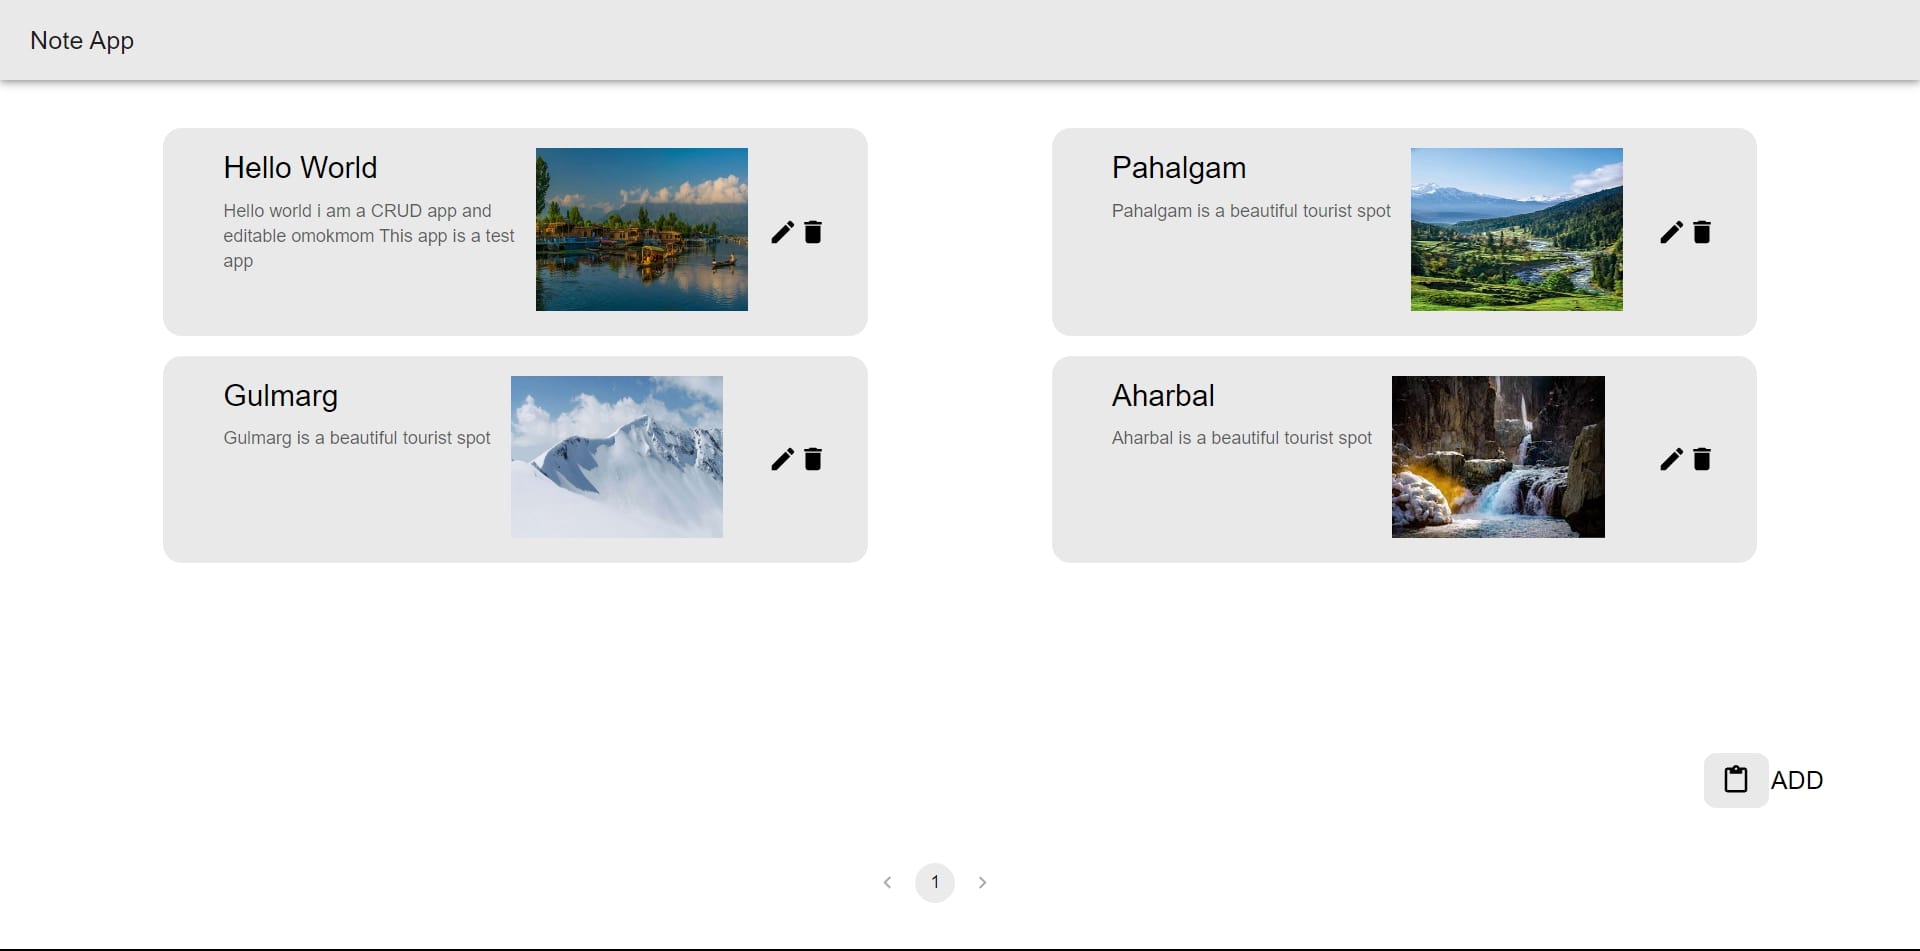 Note App
Hello World
Hello world i am a CRUD app and
editable omokmom This app is a test
app
Pahalgam
Pahalgam is a beautiful tourist spot
Gulmarg
Gulmarg is a beautiful tourist spot
Aharbal
Aharbal is a beautiful tourist spot
ADD
1